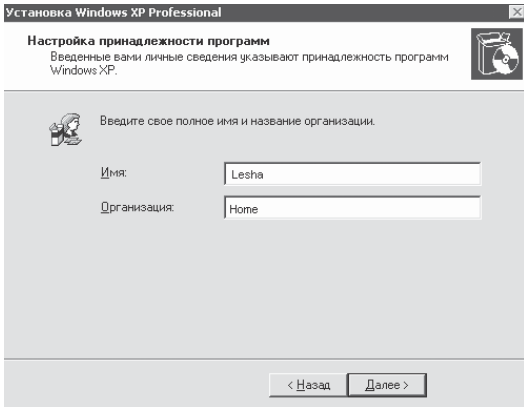 Установка Windows XP Professional
Настройка принадлежности программ
Введенные вами личные сведения указывают принадлежность программ
Windows XP.
Введите свое полное имя и название организации.
Имя: Lesha
Организация: Home
< Назад Далее >